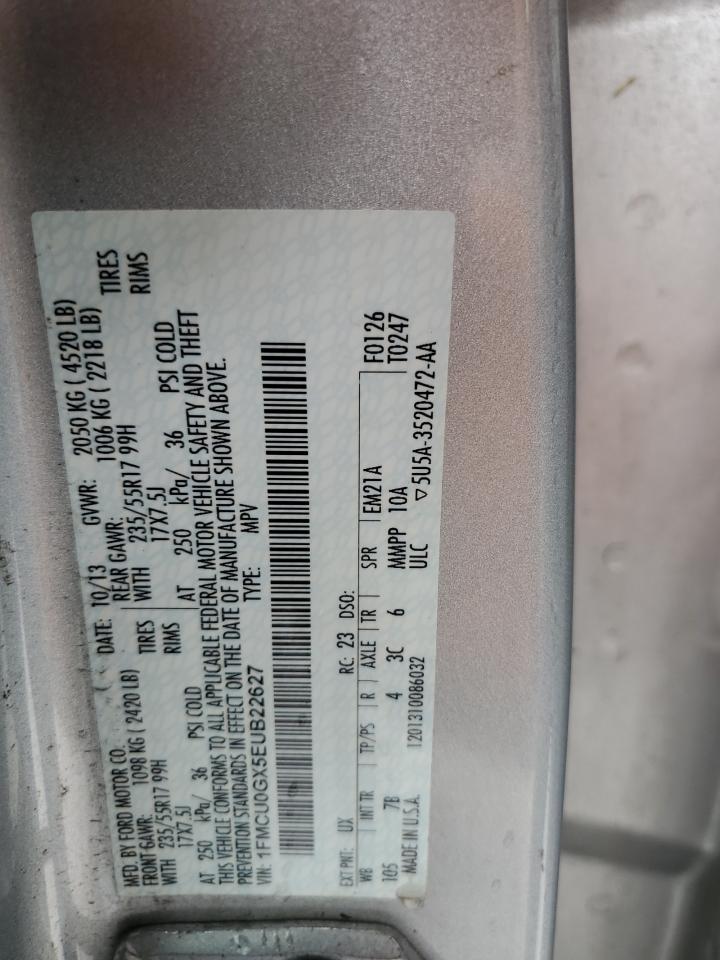 MFD. BY FORD MOTOR CO. DATE: 10/13 GVWR: 2050 KG ( 4520 LB)
FRONT GAWR: 1098 KG ( 2420 LB) REAR GAWR: 1006 KG ( 2218 LB)
WITH 235/55R17 99H TIRES WITH 235/55R17 99H TIRES
17X7.5J RIMS 17X7.5J RIMS
AT 250 kPa/ 36 PSI COLD AT 250 kPa/ 36 PSI COLD
THIS VEHICLE CONFORMS TO ALL APPLICABLE FEDERAL MOTOR VEHICLE SAFETY AND THEFT
PREVENTION STANDARDS IN EFFECT ON THE DATE OF MANUFACTURE SHOWN ABOVE.
VIN: 1FMCU0GX5EUB22627 TYPE: MPV
EXT PNT: UX RC: 23 DSO: F0126
WB INT TR TP/PS R AXLE TR SPR EM21A T0247
105 7B 4 3C 6 MMPP 10A
MADE IN U.S.A. 1201310086032 ULC ▽5U5A-3520472-AA